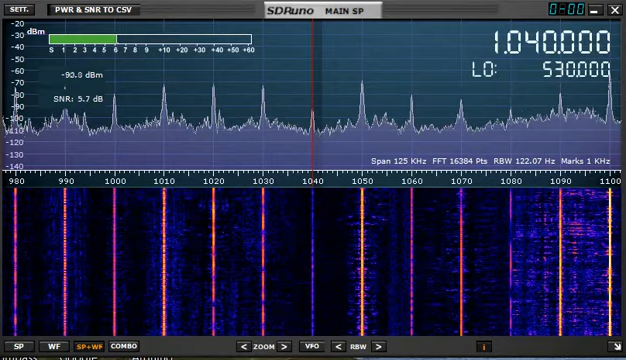 SETT.
PWR & SNR TO CSV
SDRuno MAIN SP
0-00
-20
dBm
-30
-40
-50
-60
-70
-80
-90
-100
-110
-120
-130
-140
S 1 2 3 4 5 6 7 8 9 +10 +20 +30 +40 +50 +60
-90.8 dBm
SNR: 5.7 dB
1.040.000
LO: 530.000
Span 125 KHz FFT 16384 Pts RBW 122.07 Hz Marks 1 KHz
980 990 1000 1010 1020 1030 1040 1050 1060 1070 1080 1090 1100
SP WF SP+WF COMBO < ZOOM > VFO < RBW > i